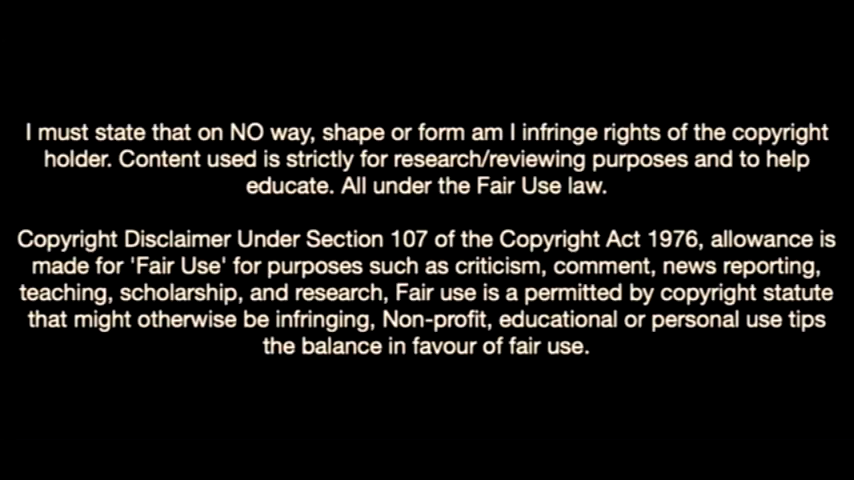 I must state that on NO way, shape or form am I infringe rights of the copyright
holder. Content used is strictly for research/reviewing purposes and to help
educate. All under the Fair Use law.
Copyright Disclaimer Under Section 107 of the Copyright Act 1976, allowance is
made for 'Fair Use' for purposes such as criticism, comment, news reporting,
teaching, scholarship, and research, Fair use is a permitted by copyright statute
that might otherwise be infringing, Non-profit, educational or personal use tips
the balance in favour of fair use.